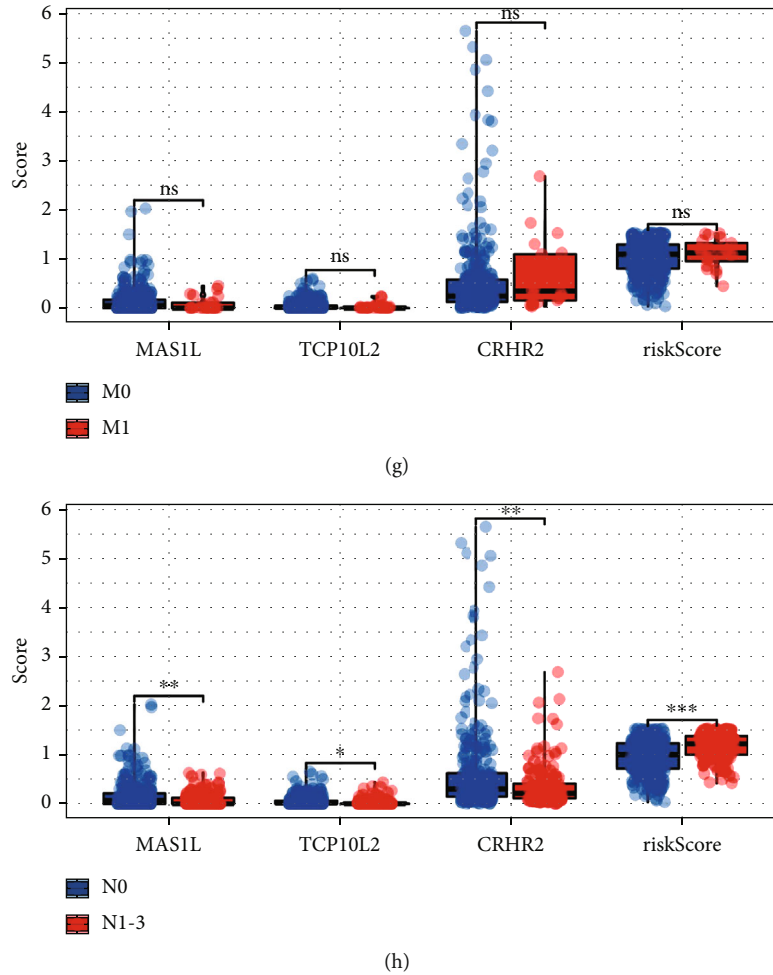 6
5
4
3
2
1
0
Score
ns
ns
ns
ns
MAS1L TCP10L2 CRHR2 riskScore
M0
M1
(g)
6
5
4
3
2
1
0
Score
**
*
**
***
MAS1L TCP10L2 CRHR2 riskScore
N0
N1-3
(h)